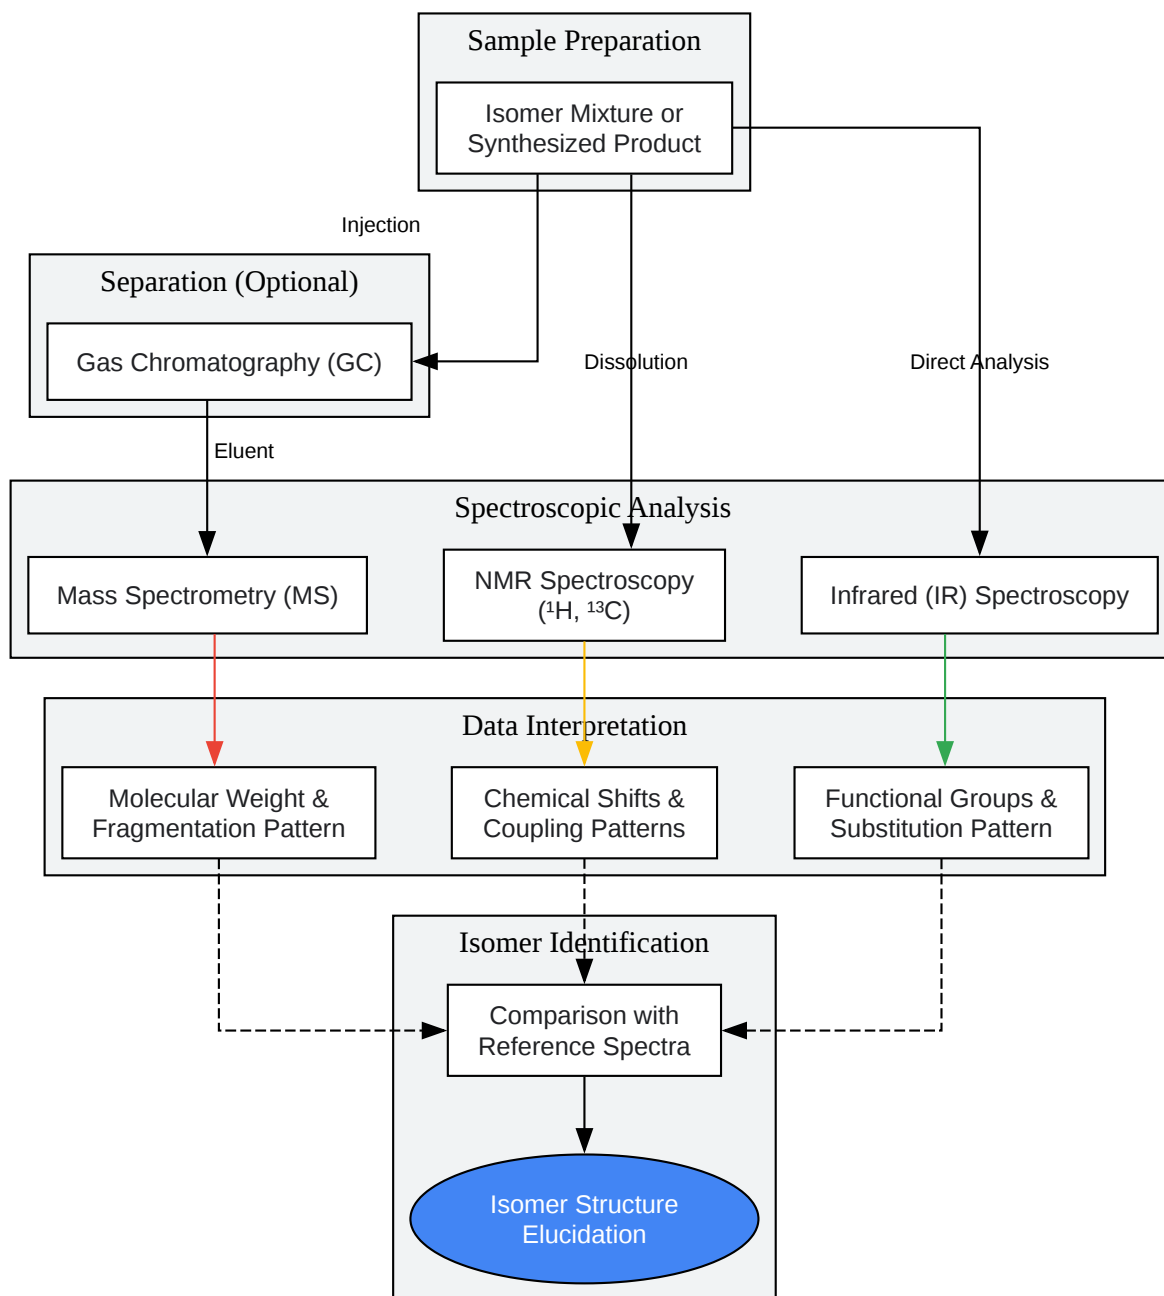 Sample Preparation
Isomer Mixture or
Synthesized Product
Injection
Separation (Optional)
Gas Chromatography (GC)
Dissolution
Direct Analysis
Eluent
Spectroscopic Analysis
Mass Spectrometry (MS)
NMR Spectroscopy
(¹H, ¹³C)
Infrared (IR) Spectroscopy
Data Interpretation
Molecular Weight &
Fragmentation Pattern
Chemical Shifts &
Coupling Patterns
Functional Groups &
Substitution Pattern
Isomer Identification
Comparison with
Reference Spectra
Isomer Structure
Elucidation